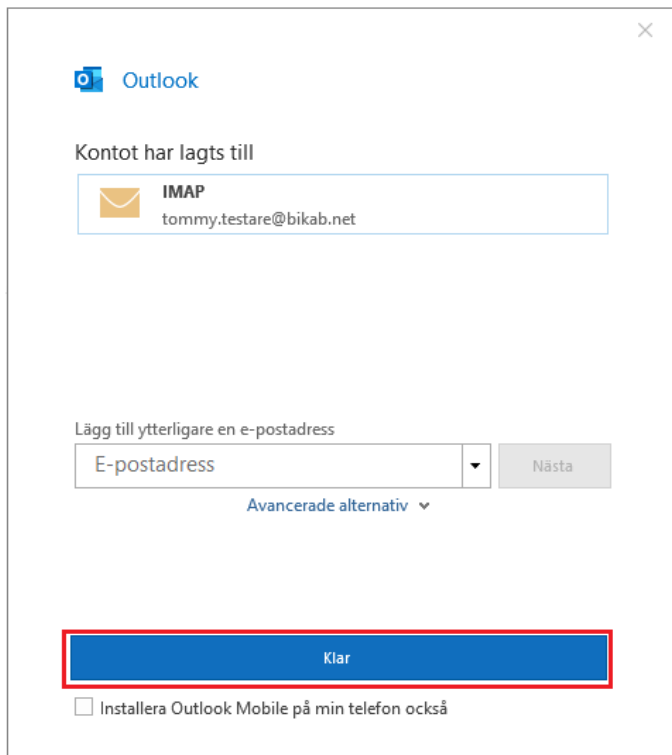 Outlook
Kontot har lagts till
IMAP
tommy.testare@bikab.net
Lägg till ytterligare en e-postadress
E-postadress
Nästa
Avancerade alternativ
Klar
Installera Outlook Mobile på min telefon också